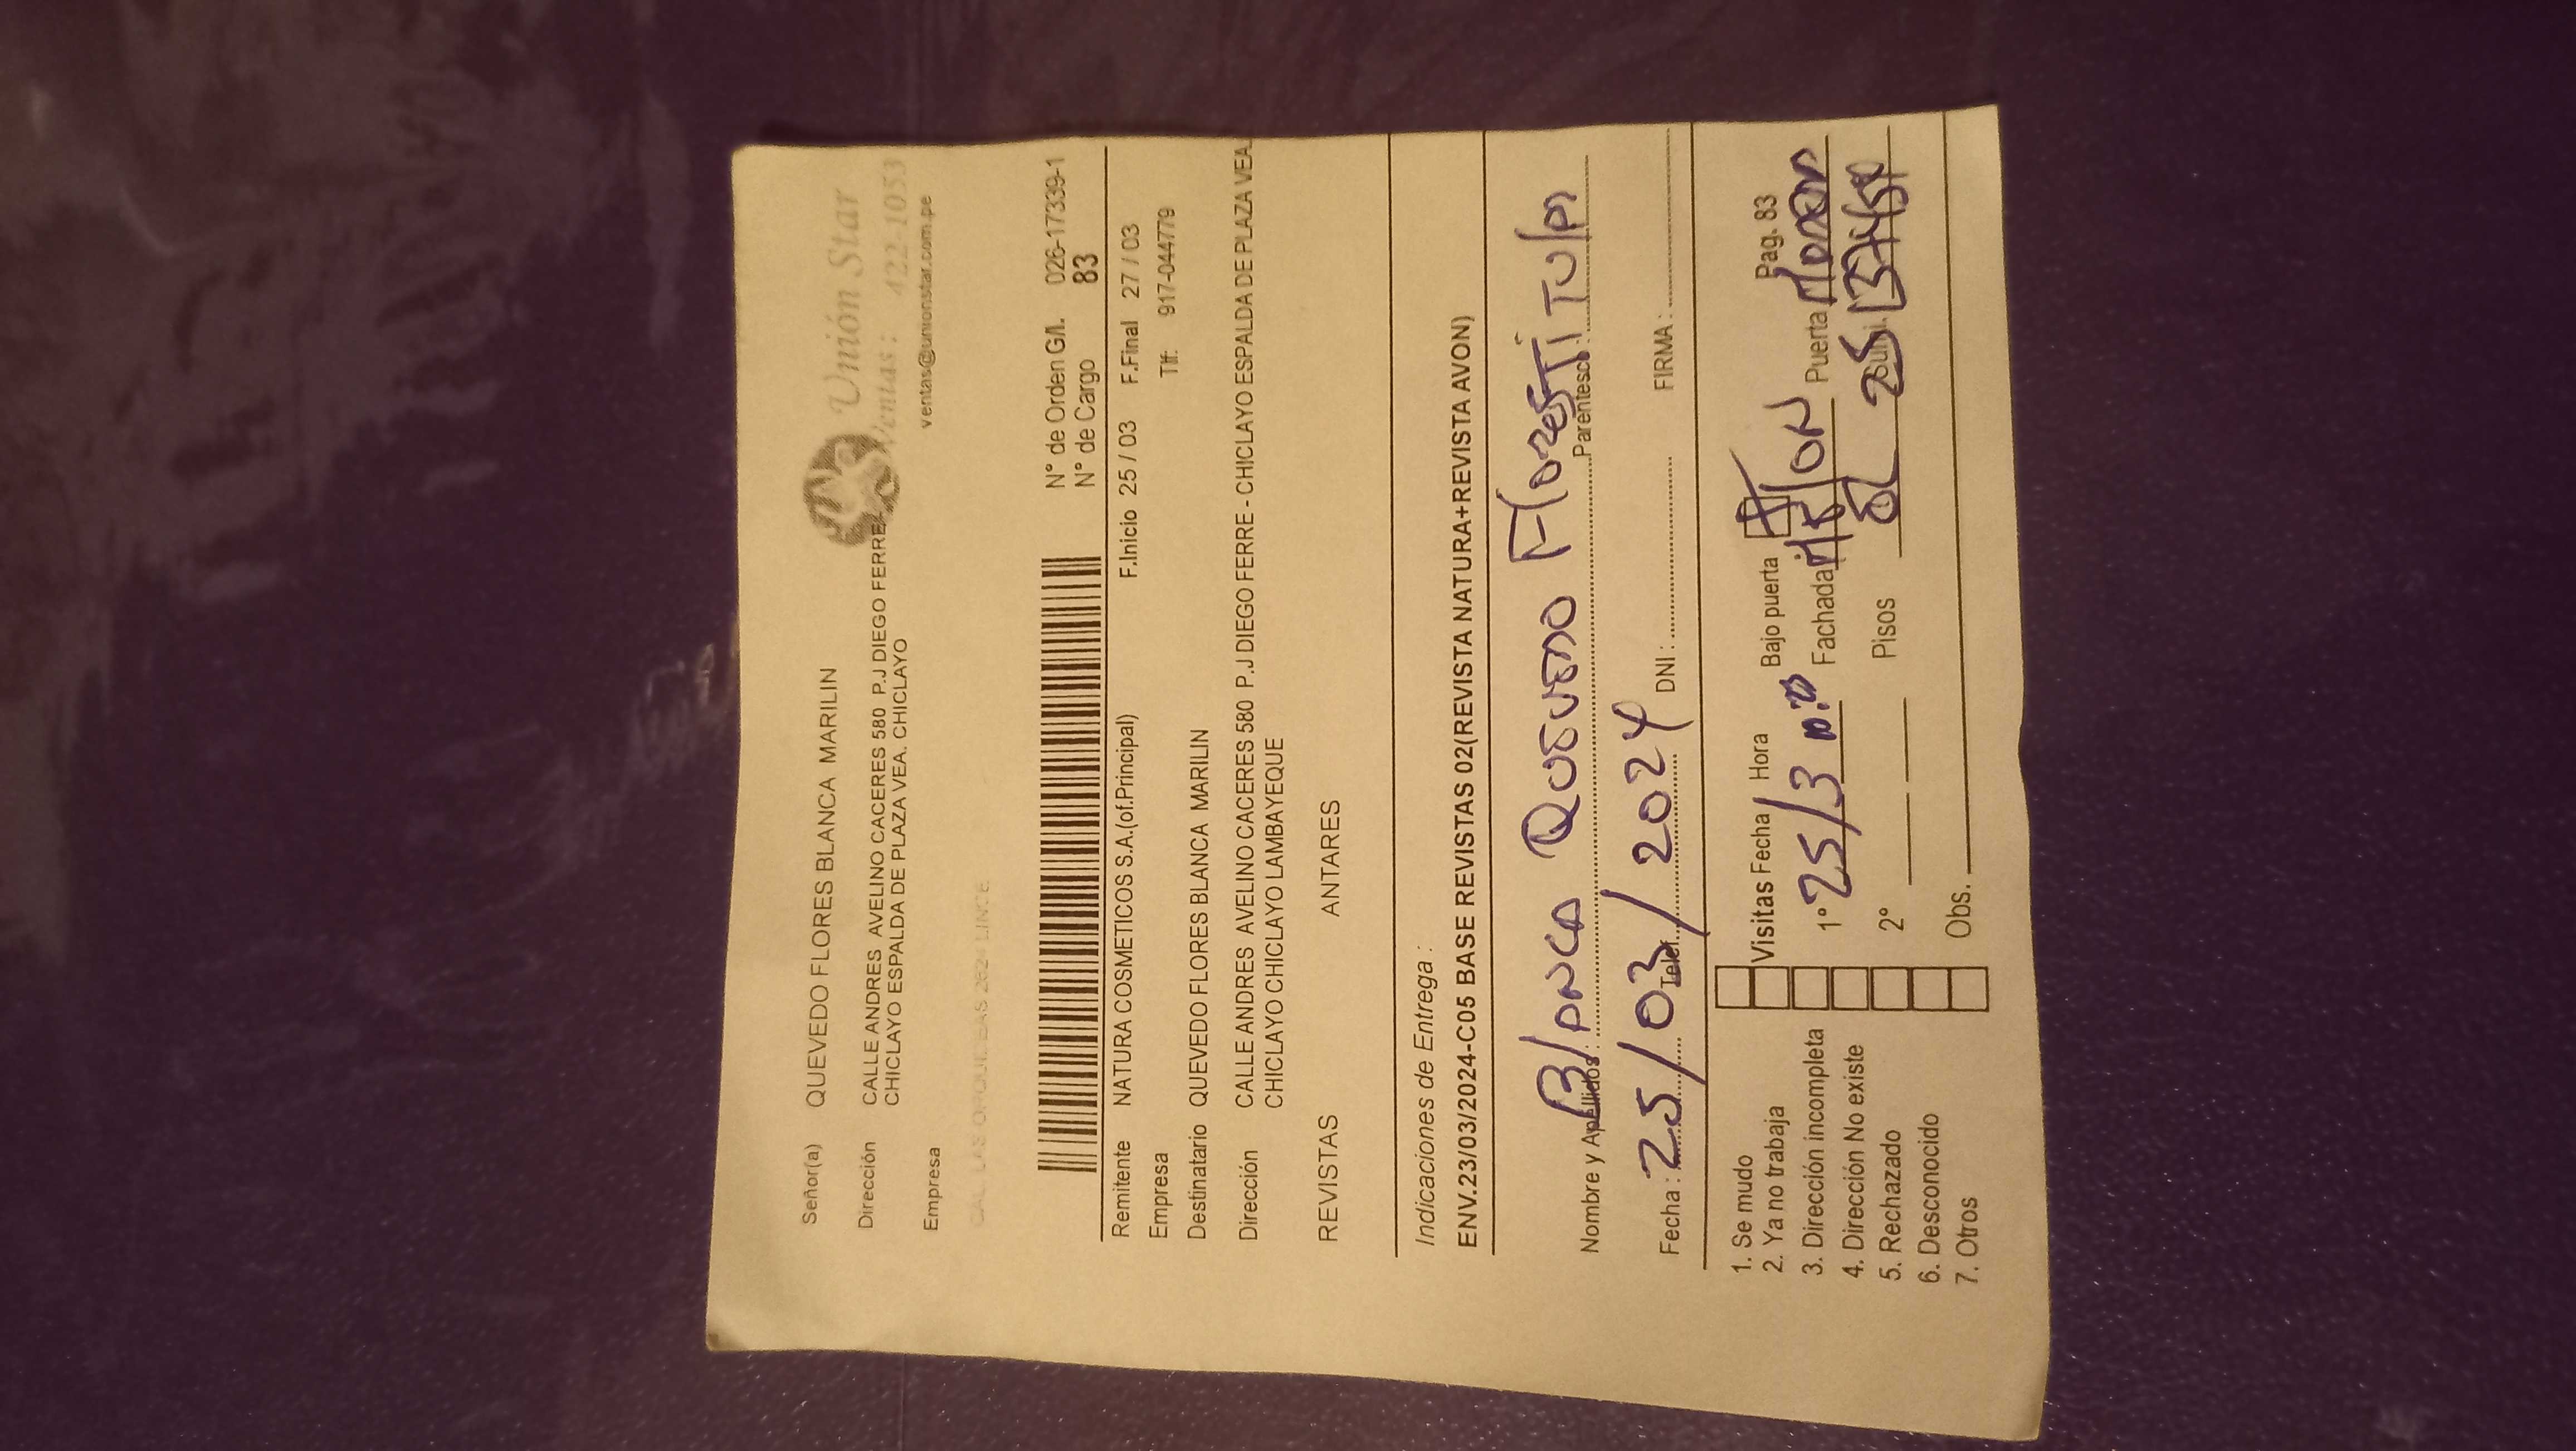 Señor(a) QUEVEDO FLORES BLANCA MARILIN
Unión Star
Ventas : 422-1053
Dirección CALLE ANDRES AVELINO CACERES 580 P.J DIEGO FERRE
CHICLAYO ESPALDA DE PLAZA VEA. CHICLAYO
Empresa
ventas@unionstar.com.pe
N° de Orden G/I. 026-17339-1
N° de Cargo 83
Remitente NATURA COSMETICOS S.A.(of.Principal) F.Inicio 25 / 03 F.Final 27 / 03
Empresa Tlf: 917-044779
Destinatario QUEVEDO FLORES BLANCA MARILIN
Dirección CALLE ANDRES AVELINO CACERES 580 P.J DIEGO FERRE - CHICLAYO ESPALDA DE PLAZA VEA.
CHICLAYO CHICLAYO LAMBAYEQUE
REVISTAS ANTARES
Indicaciones de Entrega :
ENV.23/03/2024-C05 BASE REVISTAS 02(REVISTA NATURA+REVISTA AVON)
Nombre y Apellidos : Blanca Quevedo Flores Parentesco : Titular
Fecha : 25/03/2024 Telef. DNI : FIRMA :
1. Se mudo
2. Ya no trabaja
3. Dirección incompleta
4. Dirección No existe
5. Rechazado
6. Desconocido
7. Otros
Visitas Fecha / Hora Bajo puerta Pag. 83
1° 25/3 Fachada Puerta
2° Pisos
Obs.